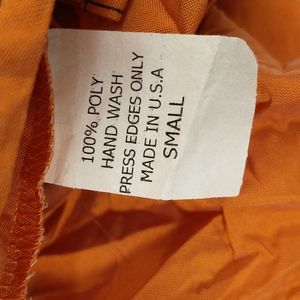 100% POLY
HAND WASH
PRESS EDGES ONLY
MADE IN U.S.A
SMALL